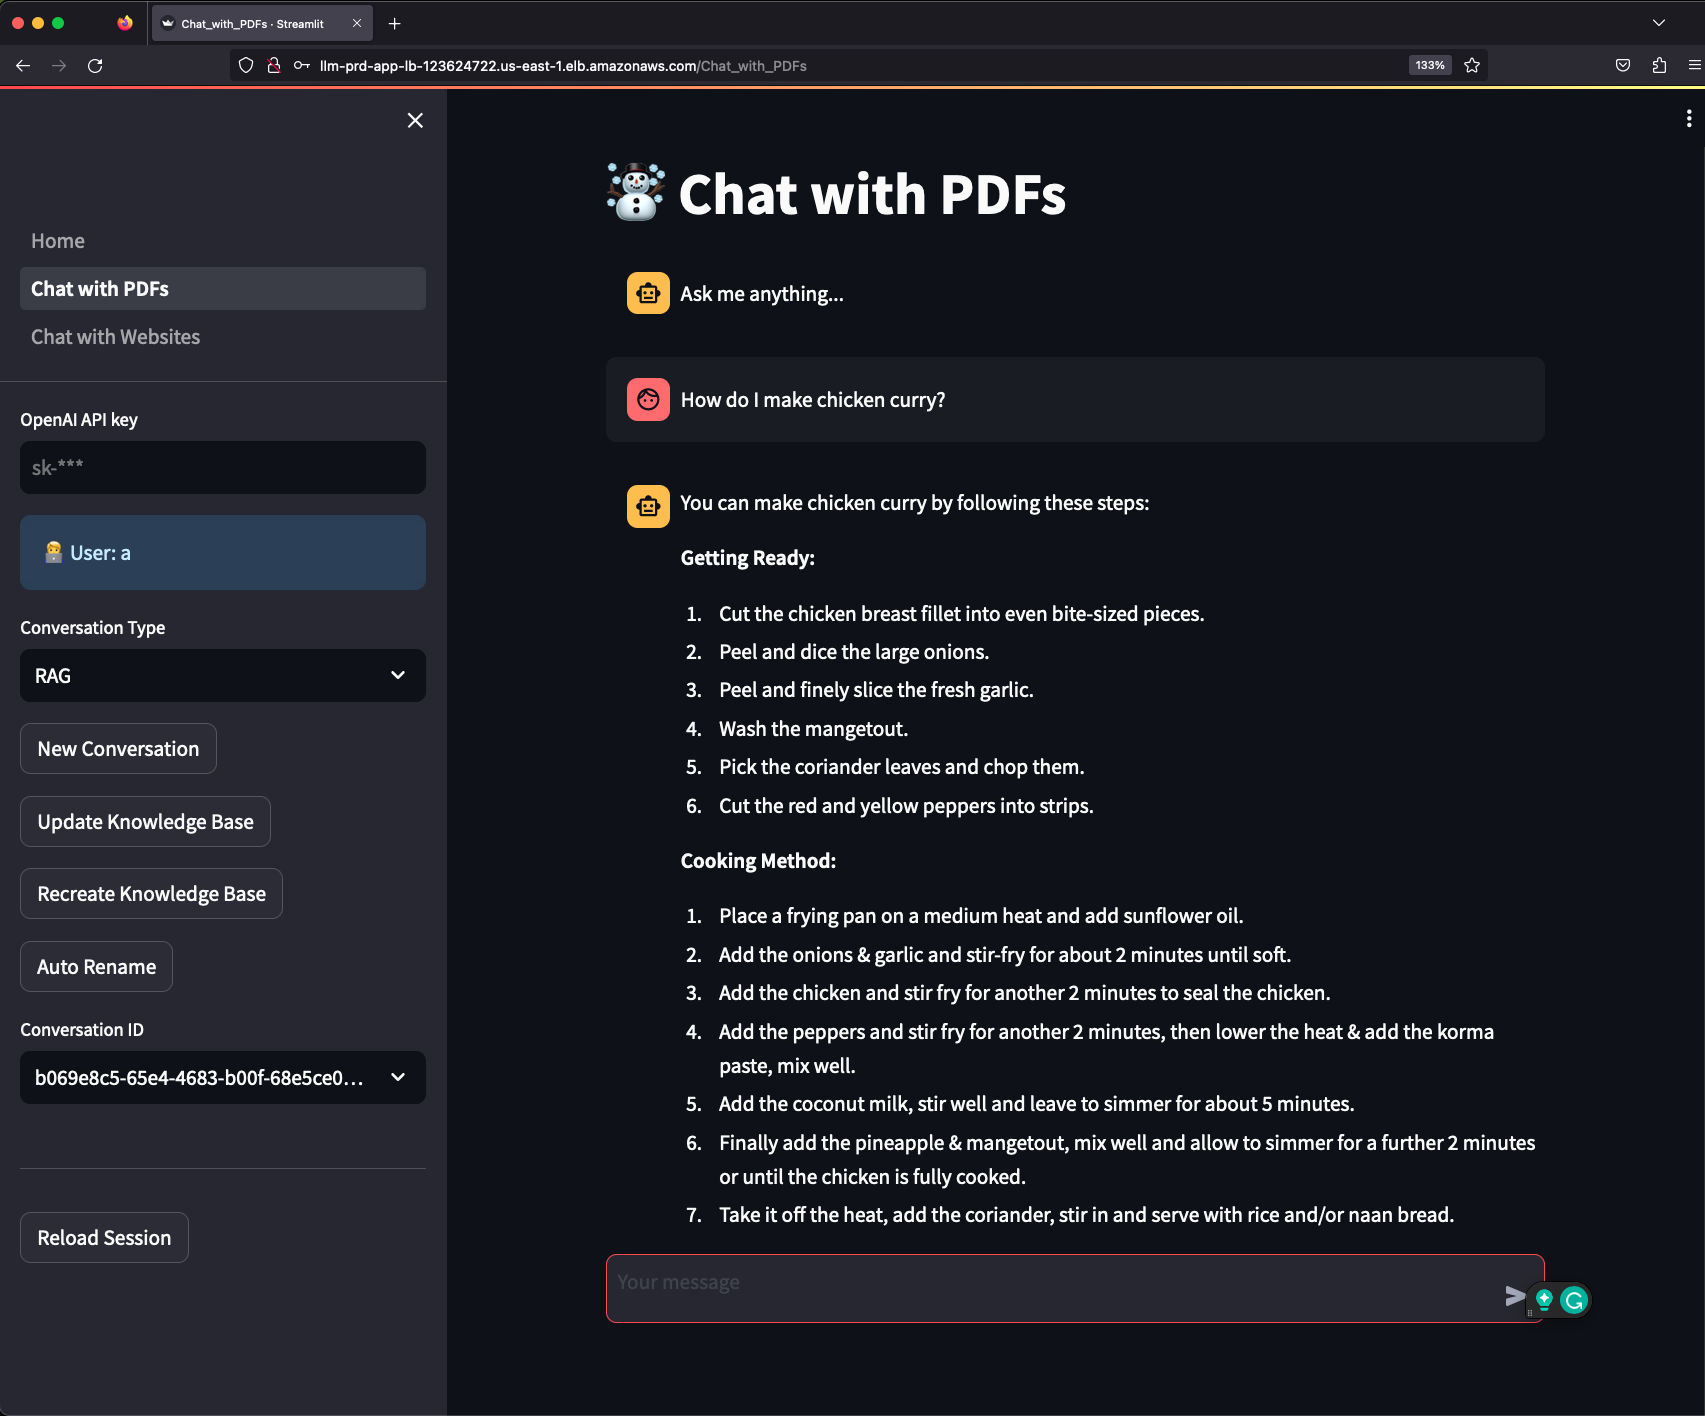 Chat_with_PDFs · Streamlit
llm-prd-app-lb-123624722.us-east-1.elb.amazonaws.com/Chat_with_PDFs
133%
Home
Chat with PDFs
Chat with Websites
OpenAI API key
sk-***
User: a
Conversation Type
RAG
New Conversation
Update Knowledge Base
Recreate Knowledge Base
Auto Rename
Conversation ID
b069e8c5-65e4-4683-b00f-68e5ce0...
Reload Session
Chat with PDFs
Ask me anything...
How do I make chicken curry?
You can make chicken curry by following these steps:
Getting Ready:
1. Cut the chicken breast fillet into even bite-sized pieces.
2. Peel and dice the large onions.
3. Peel and finely slice the fresh garlic.
4. Wash the mangetout.
5. Pick the coriander leaves and chop them.
6. Cut the red and yellow peppers into strips.
Cooking Method:
1. Place a frying pan on a medium heat and add sunflower oil.
2. Add the onions & garlic and stir-fry for about 2 minutes until soft.
3. Add the chicken and stir fry for another 2 minutes to seal the chicken.
4. Add the peppers and stir fry for another 2 minutes, then lower the heat & add the korma
paste, mix well.
5. Add the coconut milk, stir well and leave to simmer for about 5 minutes.
6. Finally add the pineapple & mangetout, mix well and allow to simmer for a further 2 minutes
or until the chicken is fully cooked.
7. Take it off the heat, add the coriander, stir in and serve with rice and/or naan bread.
Your message